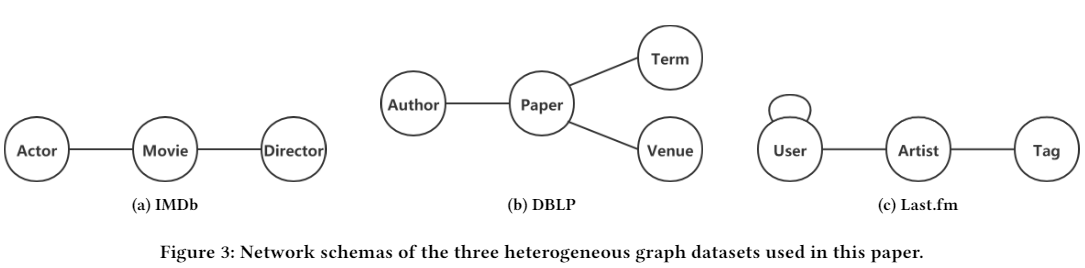 Actor
Movie
Director
(a) IMDb
Author
Paper
Term
Venue
(b) DBLP
User
Artist
Tag
(c) Last.fm
Figure 3: Network schemas of the three heterogeneous graph datasets used in this paper.